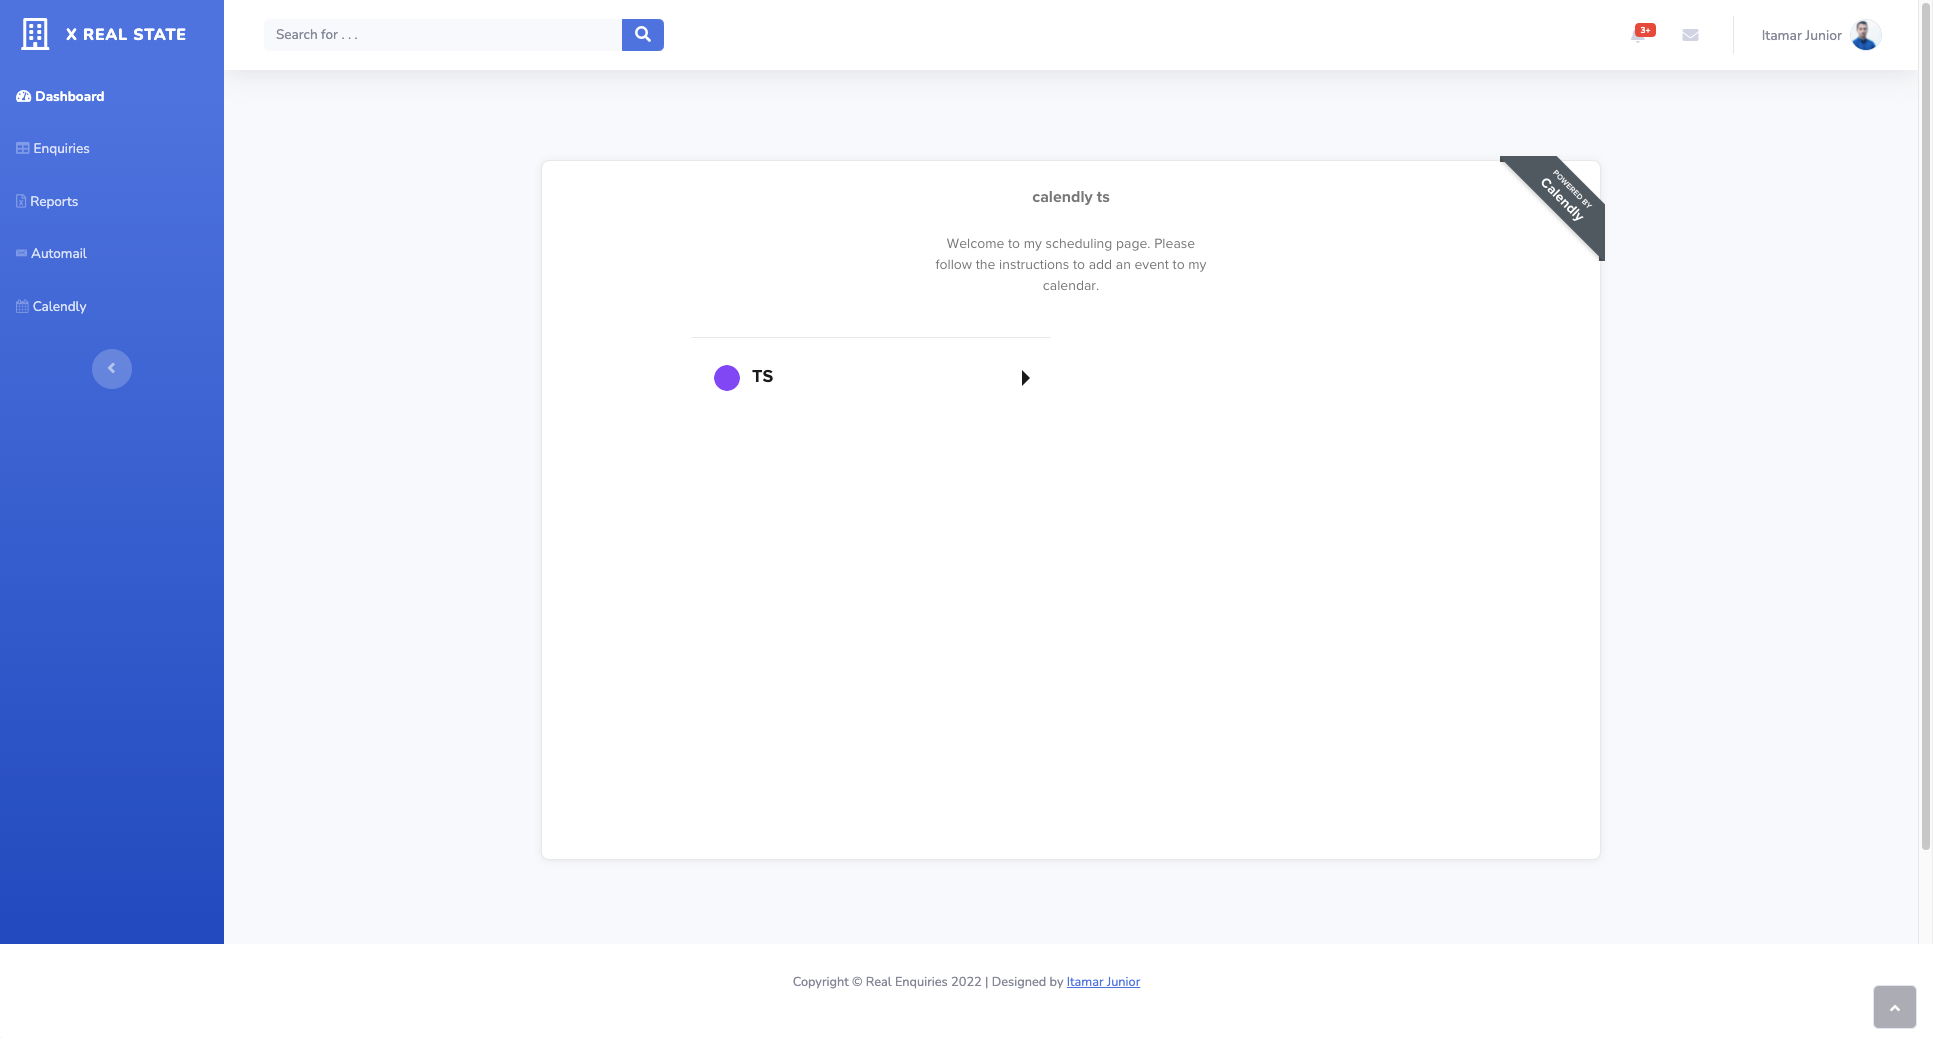 X REAL STATE
Search for . . .
3+
Itamar Junior
Dashboard
Enquiries
Reports
Automail
Calendly
POWERED BY
Calendly
calendly ts
Welcome to my scheduling page. Please
follow the instructions to add an event to my
calendar.
TS
Copyright © Real Enquiries 2022 | Designed by Itamar Junior